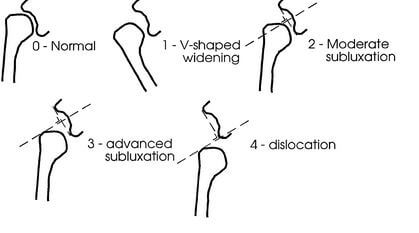 0 - Normal
1 - V-shaped
widening
2 - Moderate
subluxation
3 - advanced
subluxation
4 - dislocation